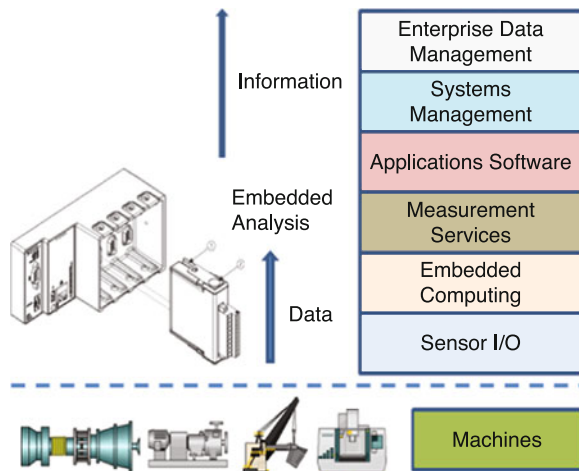 Enterprise Data
Management
Information
Systems
Management
Applications Software
Embedded
Analysis
Measurement
Services
Embedded
Computing
Data
Sensor I/O
Machines